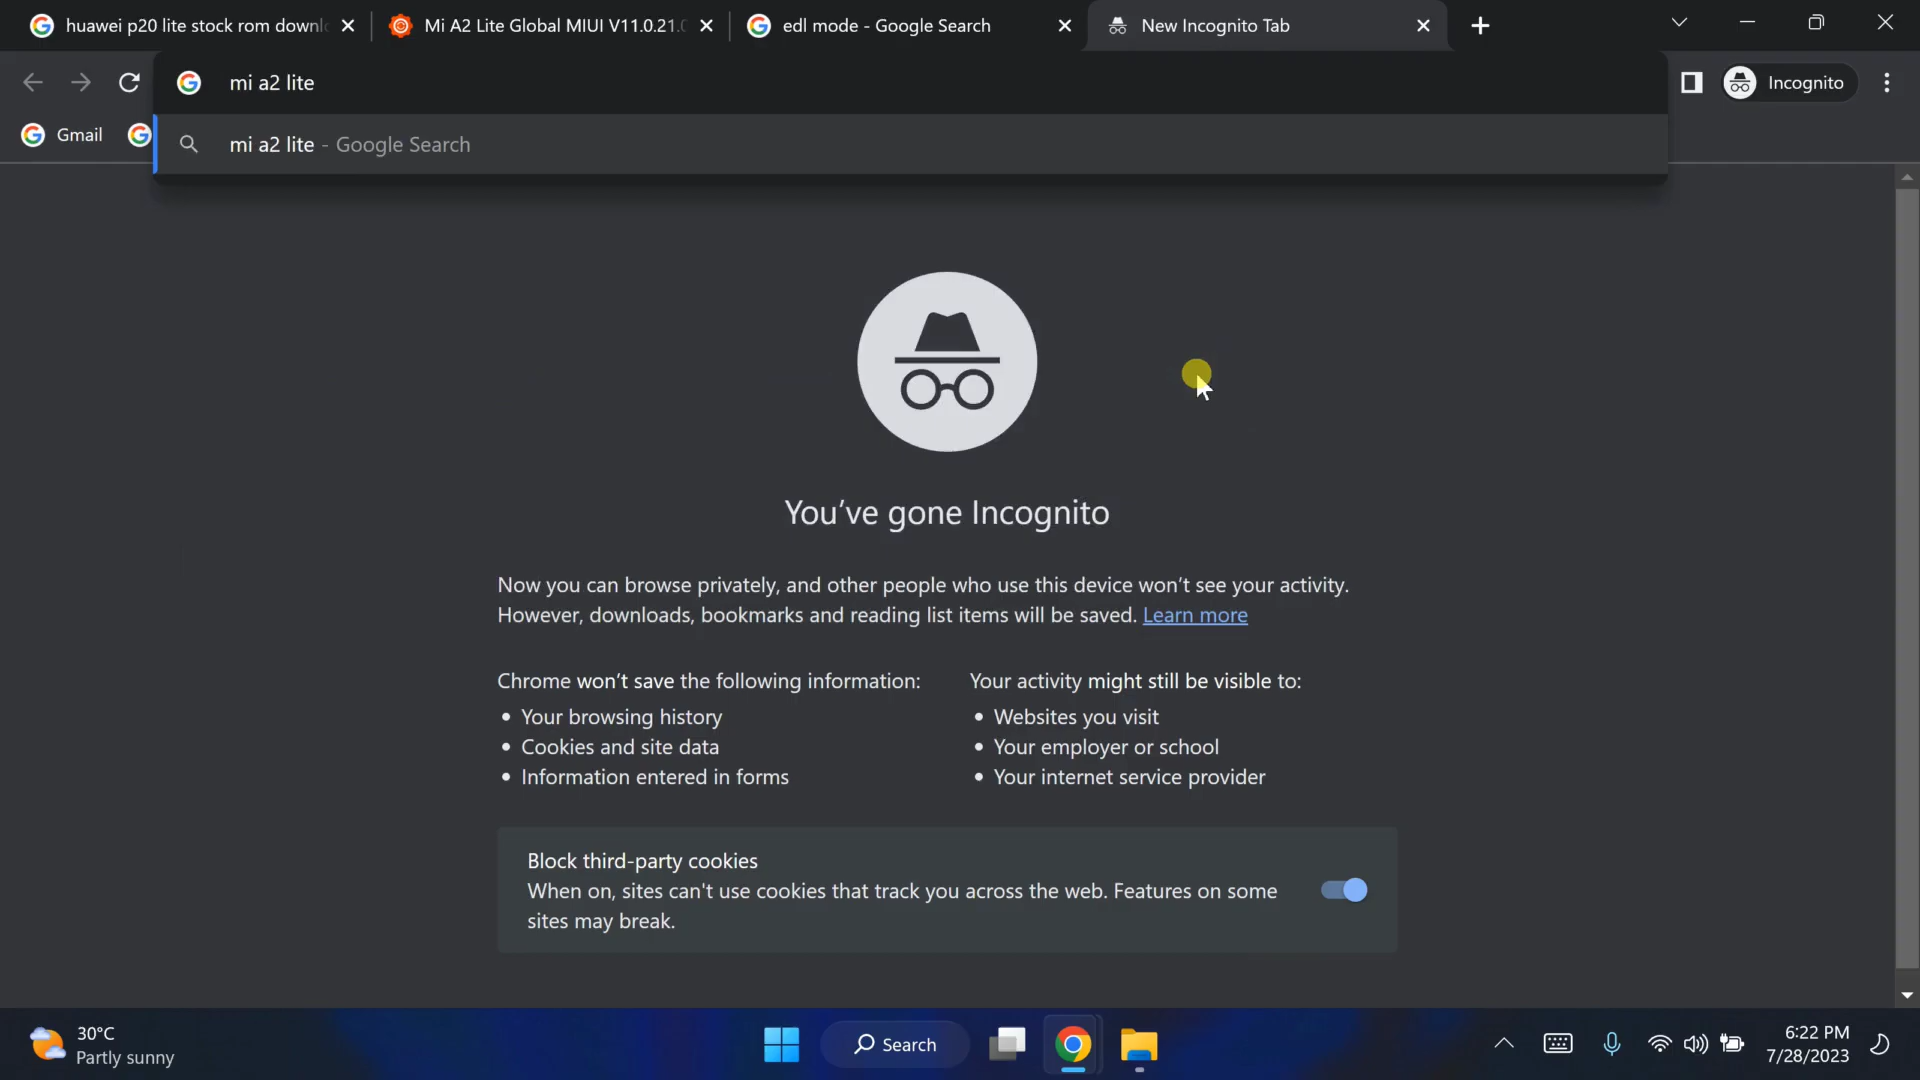 huawei p20 lite stock rom downl
Mi A2 Lite Global MIUI V11.0.21.0
edl mode - Google Search
New Incognito Tab
mi a2 lite
Incognito
Gmail
mi a2 lite - Google Search
You've gone Incognito
Now you can browse privately, and other people who use this device won't see your activity.
However, downloads, bookmarks and reading list items will be saved. Learn more
Chrome won't save the following information:
Your activity might still be visible to:
• Your browsing history
• Websites you visit
• Cookies and site data
• Your employer or school
• Information entered in forms
• Your internet service provider
Block third-party cookies
When on, sites can't use cookies that track you across the web. Features on some
sites may break.
30°C
Partly sunny
Search
6:22 PM
7/28/2023